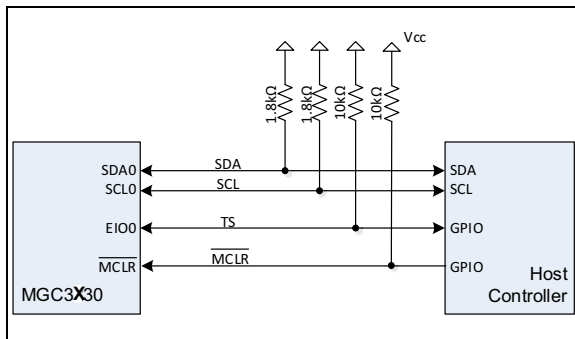 Vcc
1.8kΩ
1.8kΩ
10kΩ
10kΩ
SDA0 SDA SDA
SCL0 SCL SCL
EIO0 TS GPIO
MCLR MCLR GPIO
MGC3X30
Host
Controller